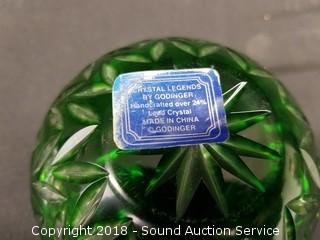 CRYSTAL LEGENDS
BY GODINGER
Handcrafted over 24%
Lead Crystal
MADE IN CHINA
© GODINGER
Copyright 2018 - Sound Auction Service